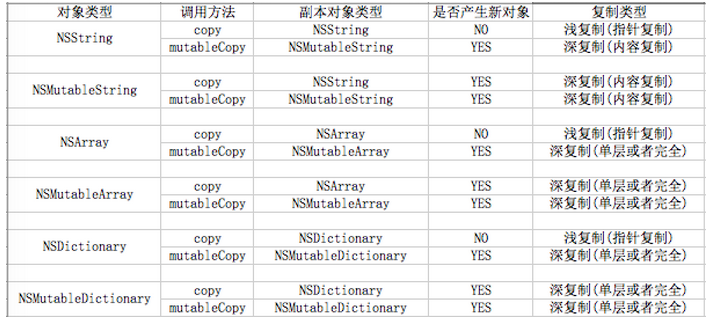 对象类型 调用方法 副本对象类型 是否产生新对象 复制类型
NSString copy NSString NO 浅复制(指针复制)
mutableCopy NSMutableString YES 深复制(内容复制)
NSMutableString copy NSString YES 深复制(内容复制)
mutableCopy NSMutableString YES 深复制(内容复制)
NSArray copy NSArray NO 浅复制(指针复制)
mutableCopy NSMutableArray YES 深复制(单层或者完全)
NSMutableArray copy NSArray YES 深复制(单层或者完全)
mutableCopy NSMutableArray YES 深复制(单层或者完全)
NSDictionary copy NSDictionary NO 浅复制(指针复制)
mutableCopy NSMutableDictionary YES 深复制(单层或者完全)
NSMutableDictionary copy NSDictionary YES 深复制(单层或者完全)
mutableCopy NSMutableDictionary YES 深复制(单层或者完全)